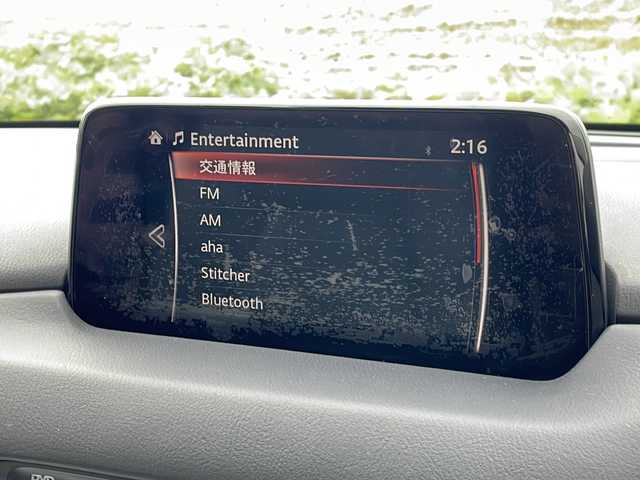 Entertainment
2:16
交通情報
FM
AM
aha
Stitcher
Bluetooth